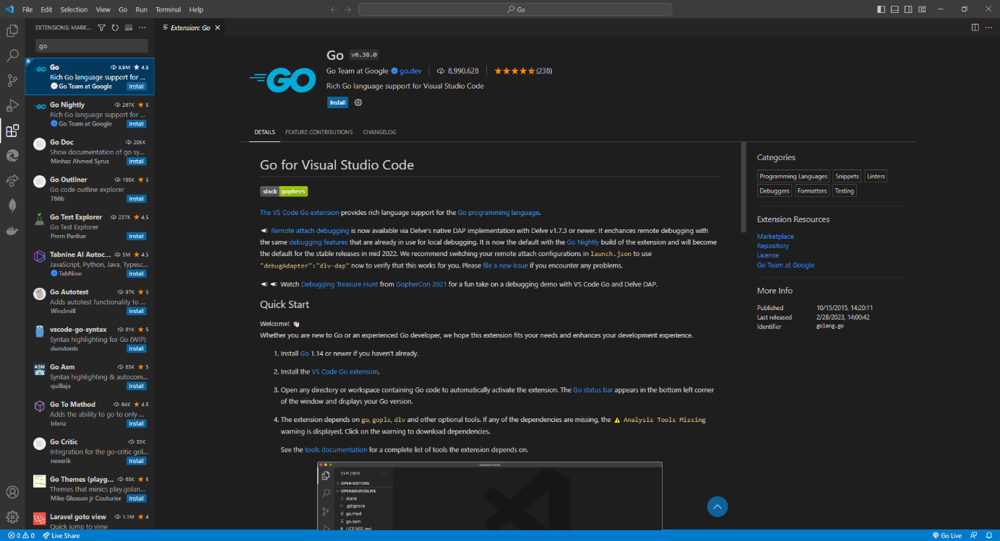 File Edit Selection View Go Run Terminal Help
Go
EXTENSIONS: MARK...
go
Go 8.9M 4.5
Rich Go language support for ...
Go Team at Google Install
Go Nightly 267K 5
Rich Go language support for ...
Go Team at Google Install
Go Doc 205K
Show documentation of go sy...
Minhaz Ahmed Syrus Install
Go Outliner 185K 5
Go code outline explorer
766b Install
Go Test Explorer 227K 4.5
Go Test Explorer
Prem Parihar Install
Tabnine AI Autoc... 5M 4.5
JavaScript, Python, Java, Typesc...
TabNine Install
Go Autotest 97K 5
Adds autotest functionality to ...
Windmill Install
vscode-go-syntax 81K 5
Syntax highlighting for Go (WIP)
dunstontc Install
ASM
Go Asm 63K 5
Syntax highlighting & autocom...
quillaja Install
Go To Method 64K 4.5
Adds the ability to go to only ...
trixnz Install
Go Critic 33K
Integration for the go-critic gol...
neverik Install
Go Themes (playg... 63K 5
Themes that minics play.golan...
Mike Gleason jr Couturier Install
Laravel goto view 1.1M 4
Quick jump to view
Extension: Go
GO
Go v0.38.0
Go Team at Google go.dev 8,990,628 (238)
Rich Go language support for Visual Studio Code
Install
DETAILS FEATURE CONTRIBUTIONS CHANGELOG
Go for Visual Studio Code
slack gophers
The VS Code Go extension provides rich language support for the Go programming language.
Remote attach debugging is now available via Delve's native DAP implementation with Delve v1.7.3 or newer. It enchances remote debugging with
the same debugging features that are already in use for local debugging. It is now the default with the Go Nightly build of the extension and will become
the default for the stable releases in mid 2022. We recommend switching your remote attach configurations in launch.json to use
"debugAdapter":"dlv-dap" now to verify that this works for you. Please file a new issue if you encounter any problems.
Watch Debugging Treasure Hunt from GopherCon 2021 for a fun take on a debugging demo with VS Code Go and Delve DAP.
Quick Start
Welcome!
Whether you are new to Go or an experienced Go developer, we hope this extension fits your needs and enhances your development experience.
1. Install Go 1.14 or newer if you haven't already.
2. Install the VS Code Go extension.
3. Open any directory or workspace containing Go code to automatically activate the extension. The Go status bar appears in the bottom left corner
of the window and displays your Go version.
4. The extension depends on go, gopls, dlv and other optional tools. If any of the dependencies are missing, the ⚠ Analysis Tools Missing
warning is displayed. Click on the warning to download dependencies.
See the tools documentation for a complete list of tools the extension depends on.
opensourcelive
EXPLORER
OPEN EDITORS
OPENSOURCELIVE
static
.gitignore
go.mod
go.sum
LICENSE.md
Categories
Programming Languages Snippets Linters
Debuggers Formatters Testing
Extension Resources
Marketplace
Repository
License
Go Team at Google
More Info
Published 10/15/2015, 14:20:11
Last released 2/28/2023, 14:00:42
Identifier golang.go
0 0 Live Share
Go Live